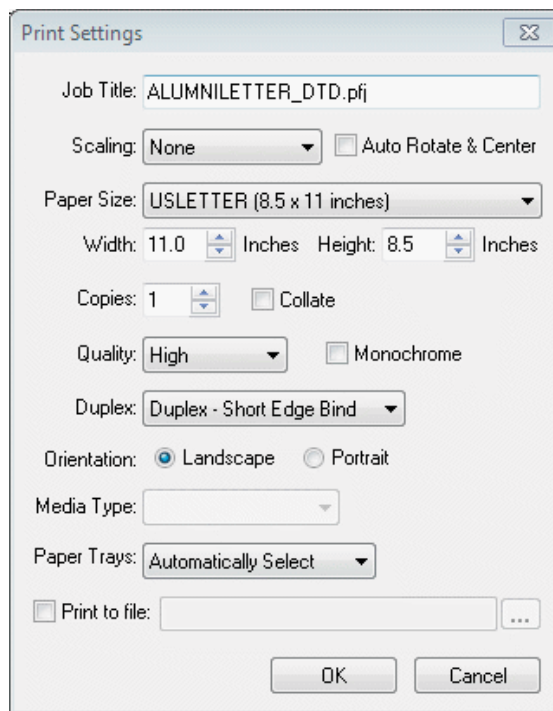 Print Settings
Job Title: ALUMNILETTER_DTD.pfj
Scaling: None Auto Rotate & Center
Paper Size: USLETTER (8.5 x 11 inches)
Width: 11.0 Inches Height: 8.5 Inches
Copies: 1 Collate
Quality: High Monochrome
Duplex: Duplex - Short Edge Bind
Orientation: Landscape Portrait
Media Type:
Paper Trays: Automatically Select
Print to file: ...
OK Cancel